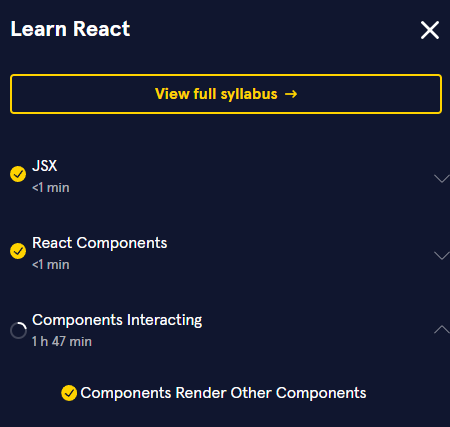 Learn React
View full syllabus →
JSX
<1 min
React Components
<1 min
Components Interacting
1 h 47 min
Components Render Other Components